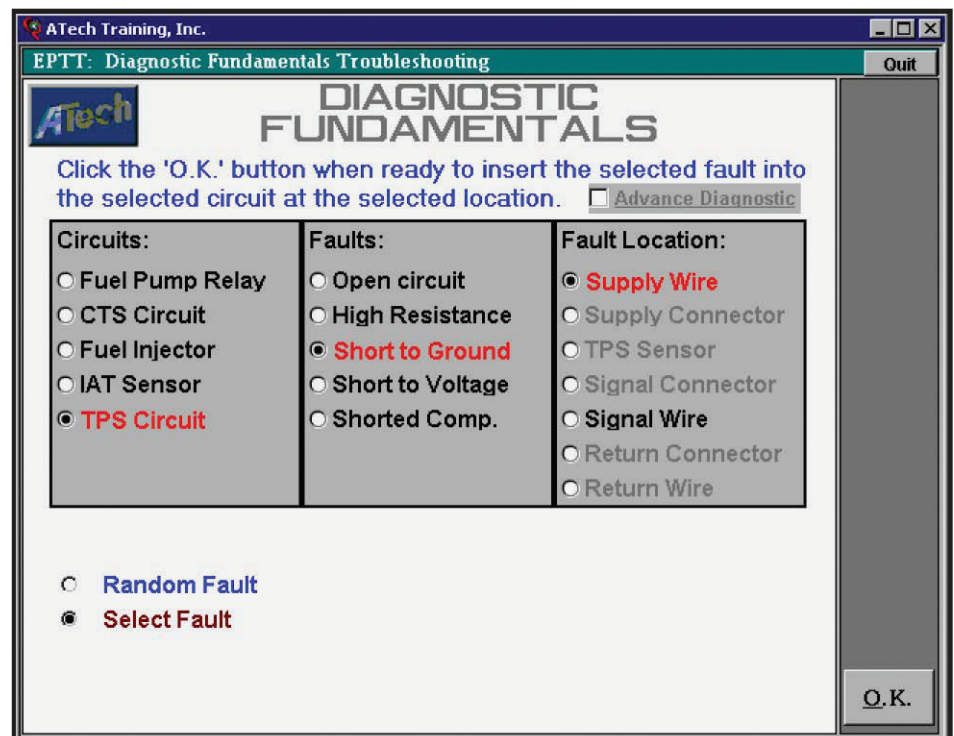 ATech Training, Inc.
EPTT: Diagnostic Fundamentals Troubleshooting
Quit
ATech
DIAGNOSTIC
FUNDAMENTALS
Click the 'O.K.' button when ready to insert the selected fault into
the selected circuit at the selected location.
Advance Diagnostic
Circuits:
Fuel Pump Relay
CTS Circuit
Fuel Injector
IAT Sensor
TPS Circuit
Faults:
Open circuit
High Resistance
Short to Ground
Short to Voltage
Shorted Comp.
Fault Location:
Supply Wire
Supply Connector
TPS Sensor
Signal Connector
Signal Wire
Return Connector
Return Wire
Random Fault
Select Fault
O.K.